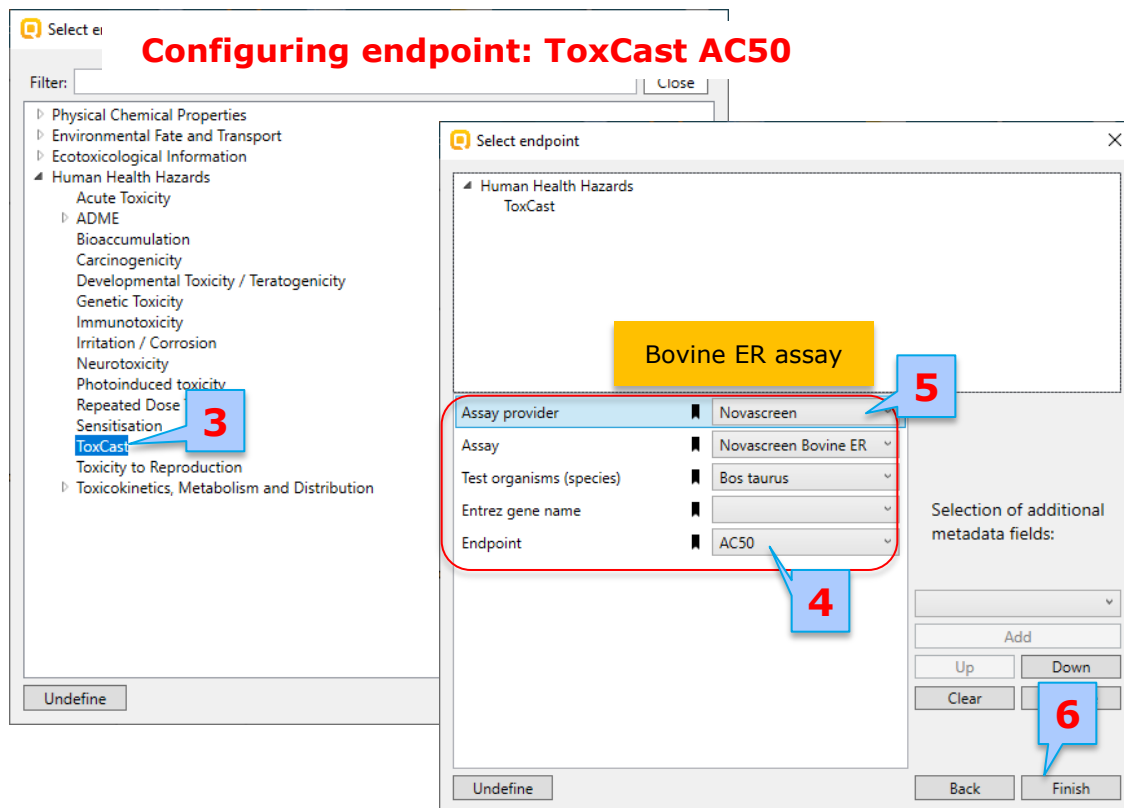 Select e
Configuring endpoint: ToxCast AC50
Filter:
Close
Physical Chemical Properties
Environmental Fate and Transport
Ecotoxicological Information
Human Health Hazards
Acute Toxicity
ADME
Bioaccumulation
Carcinogenicity
Developmental Toxicity / Teratogenicity
Genetic Toxicity
Immunotoxicity
Irritation / Corrosion
Neurotoxicity
Photoinduced toxicity
Repeated Dose
Sensitisation
ToxCast
Toxicity to Reproduction
Toxicokinetics, Metabolism and Distribution
3
Undefine
Select endpoint
Human Health Hazards
ToxCast
Bovine ER assay
5
Assay provider Novascreen
Assay Novascreen Bovine ER
Test organisms (species) Bos taurus
Entrez gene name
Endpoint AC50
4
Selection of additional
metadata fields:
Add
Up Down
Clear
6
Undefine Back Finish